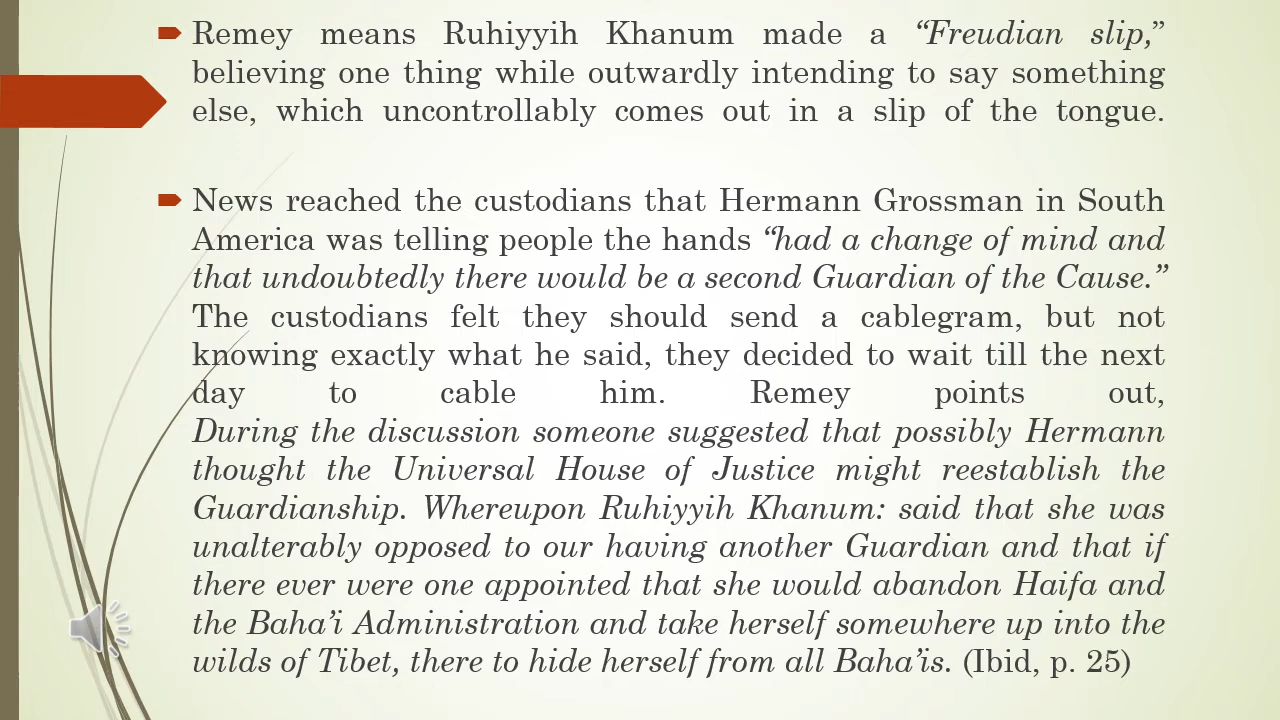 Remey means Ruhiyyih Khanum made a “Freudian slip,”
believing one thing while outwardly intending to say something
else, which uncontrollably comes out in a slip of the tongue.
News reached the custodians that Hermann Grossman in South
America was telling people the hands “had a change of mind and
that undoubtedly there would be a second Guardian of the Cause.”
The custodians felt they should send a cablegram, but not
knowing exactly what he said, they decided to wait till the next
day to cable him. Remey points out,
During the discussion someone suggested that possibly Hermann
thought the Universal House of Justice might reestablish the
Guardianship. Whereupon Ruhiyyih Khanum: said that she was
unalterably opposed to our having another Guardian and that if
there ever were one appointed that she would abandon Haifa and
the Baha’i Administration and take herself somewhere up into the
wilds of Tibet, there to hide herself from all Baha’is. (Ibid, p. 25)